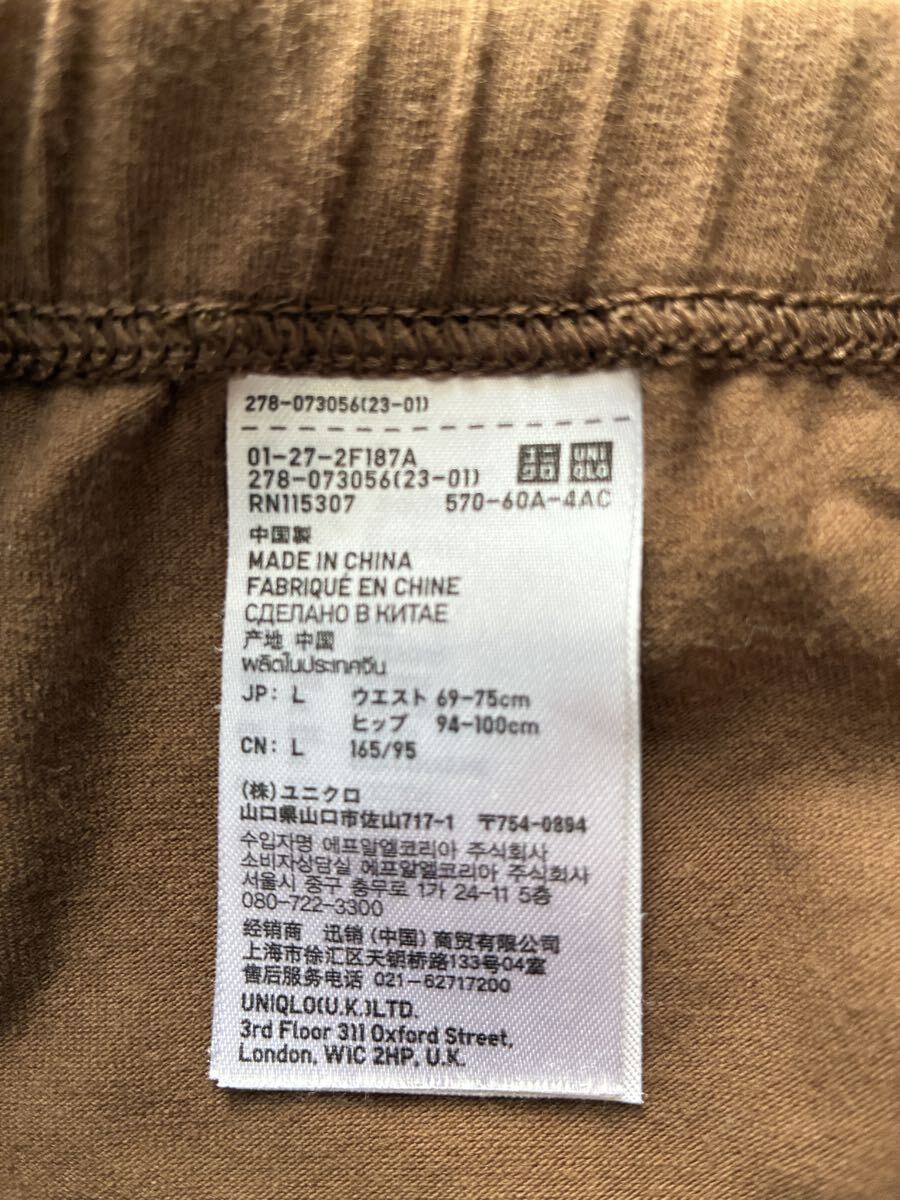 278-073056(23-01)
01-27-2F187A
ユニクロ UNIQLO
278-073056(23-01)
RN115307 570-60A-4AC
中国製
MADE IN CHINA
FABRIQUÉ EN CHINE
СДЕЛАНО В КИТАЕ
产地 中国
ผลิตในประเทศจีน
JP: L ウエスト 69-75cm
ヒップ 94-100cm
CN: L 165/95
(株)ユニクロ
山口県山口市佐山717-1 〒754-0894
수입자명 에프알엘코리아 주식회사
소비자상담실 에프알엘코리아 주식회사
서울시 중구 충무로 1가 24-11 5층
080-722-3300
经销商 迅销(中国)商贸有限公司
上海市徐汇区天钥桥路133号04室
售后服务电话 021-62717200
UNIQLO(U.K.)LTD.
3rd Floor 311 Oxford Street,
London, W1C 2HP, U.K.